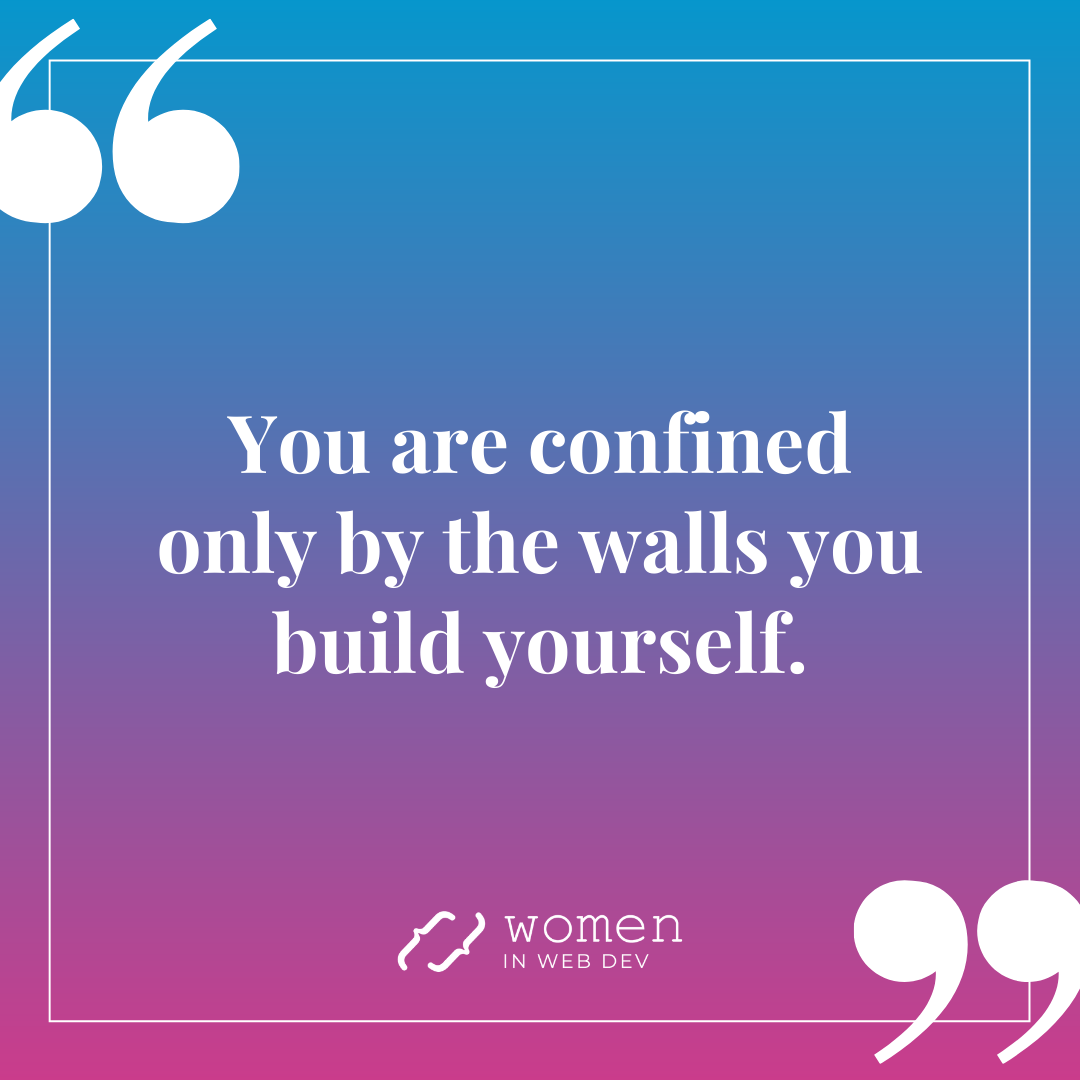 “
You are confined
only by the walls you
build yourself.
women
IN WEB DEV
”